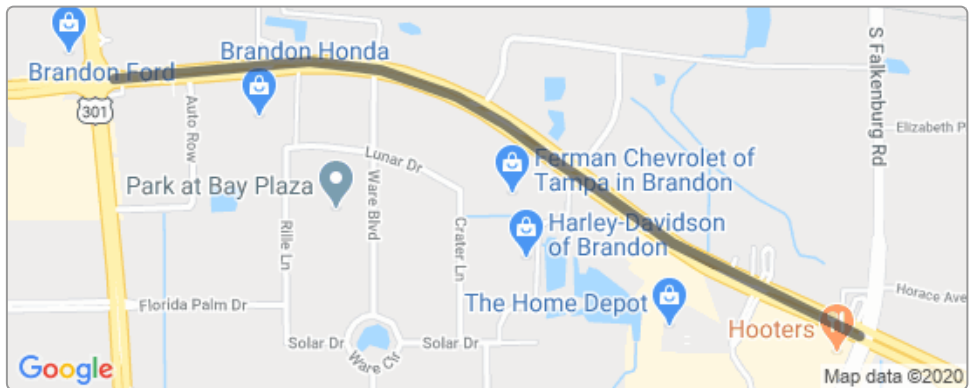 Brandon Ford
Brandon Honda
301
Auto Row
Lunar Dr
Park at Bay Plaza
Ware Blvd
Rille Ln
Crater Ln
Ferman Chevrolet of
Tampa in Brandon
Harley-Davidson
of Brandon
S Falkenburg Rd
Elizabeth P
Horace Ave
The Home Depot
Hooters
Florida Palm Dr
Solar Dr
Ware Cir
Solar Dr
Google
Map data ©2020